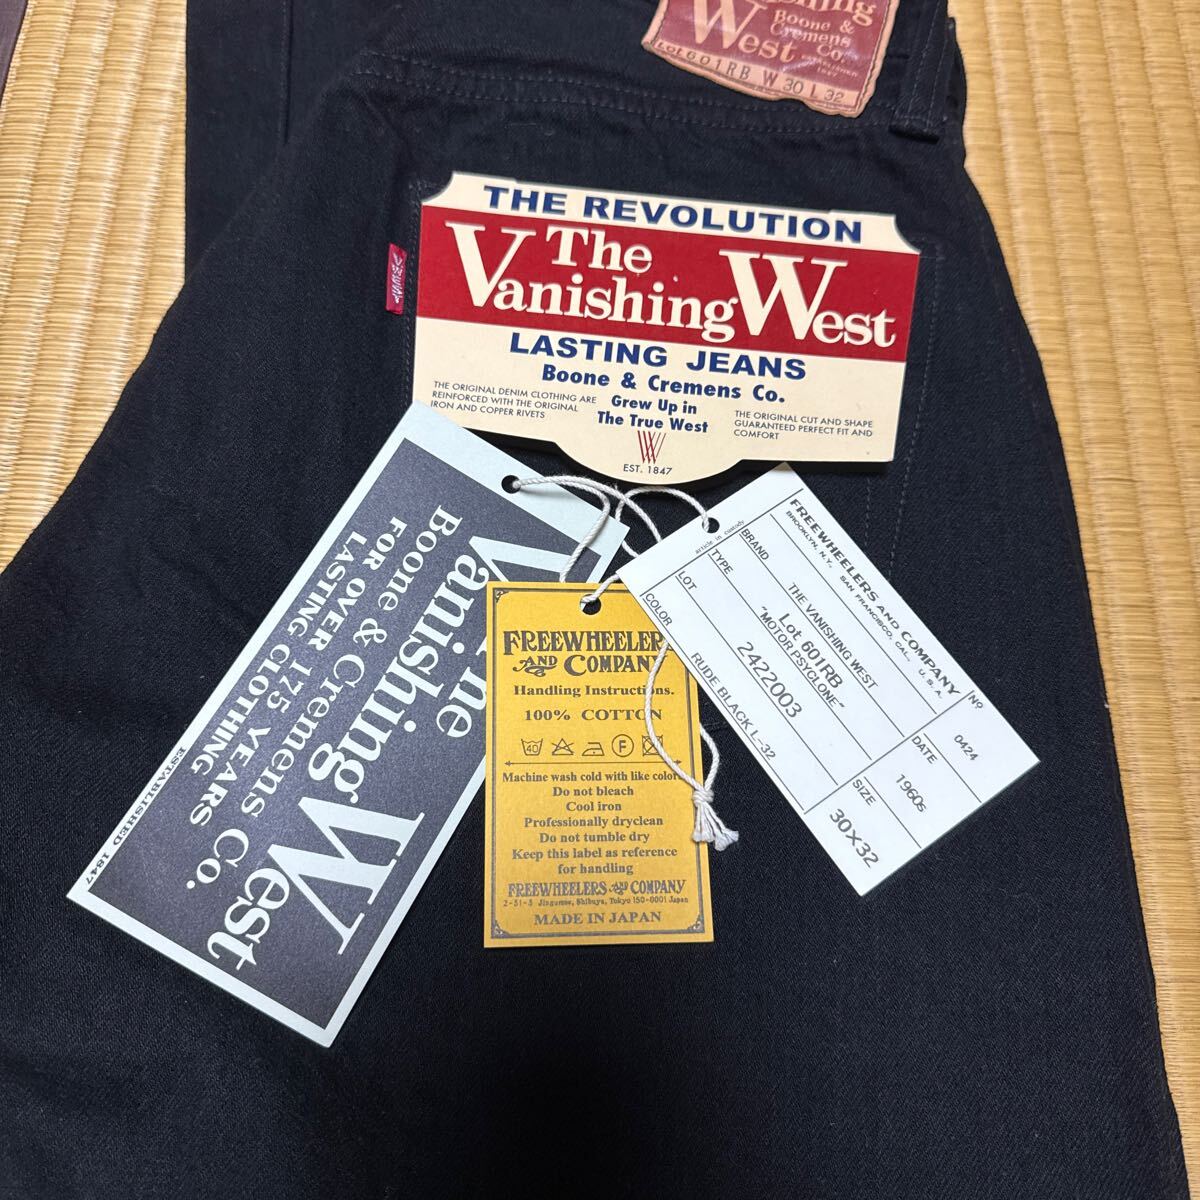 West
Boone &
Cremens
Co.
Lot 601RB W 30 L 32
THE REVOLUTION
The
Vanishing West
LASTING JEANS
Boone & Cremens Co.
THE ORIGINAL DENIM CLOTHING ARE
REINFORCED WITH THE ORIGINAL
IRON AND COPPER RIVETS
Grew Up in
The True West
THE ORIGINAL CUT AND SHAPE
GUARANTEED PERFECT FIT AND
COMFORT
EST. 1847
Vanishing West
Boone & Cremens Co.
FOR OVER 175 YEARS
LASTING CLOTHING
ESTABLISHED 1847
FREEWHEELERS
AND COMPANY
Handling Instructions.
100% COTTON
40
F
Machine wash cold with like colors
Do not bleach
Cool iron
Professionally dryclean
Do not tumble dry
Keep this label as reference
for handling
FREEWHEELERS AND COMPANY
2-31-3 Jingumae, Shibuya, Tokyo 150-0001 Japan
MADE IN JAPAN
article in custody
FREEWHEELERS AND COMPANY
BROOKLYN, N.Y. SAN FRANCISCO, CAL. U.S.A.
No 0424
BRAND THE VANISHING WEST
TYPE Lot 601RB
"MOTOR PSYCLONE"
DATE 1960s
LOT 2422003
COLOR RUDE BLACK L-32
SIZE 30X32